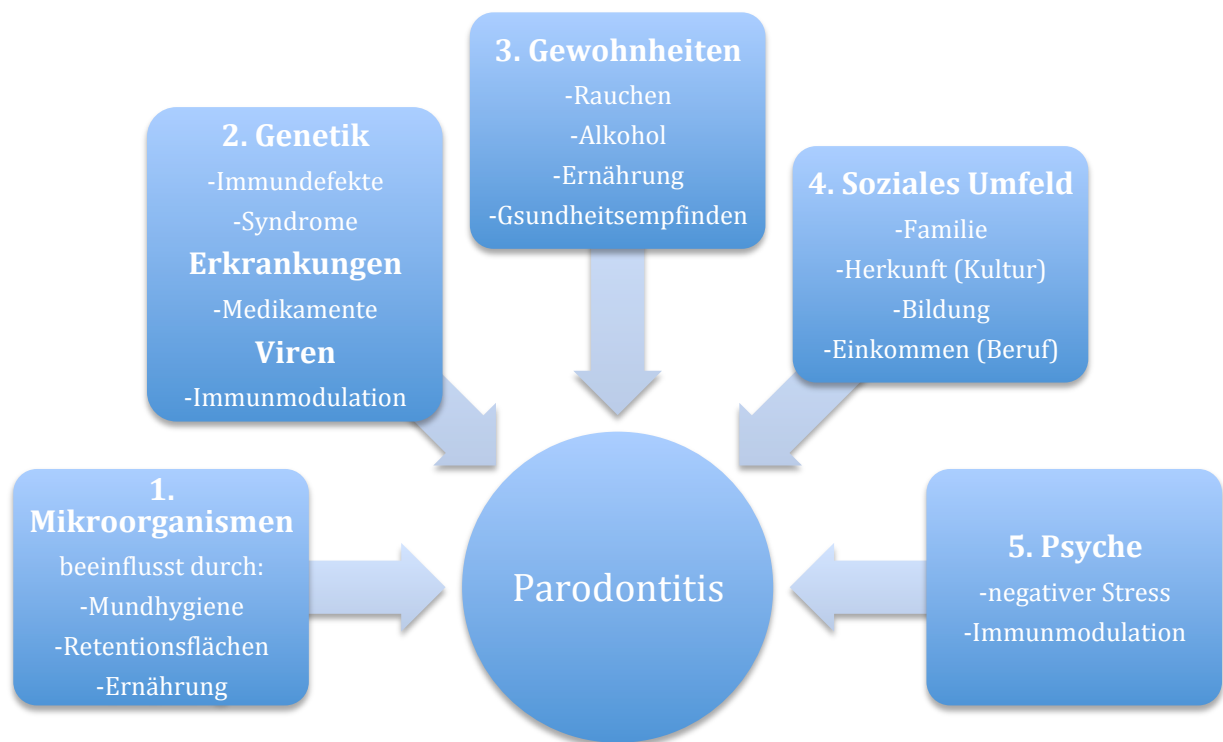 1.
Mikroorganismen
beeinflusst durch:
-Mundhygiene
-Retentionsflächen
-Ernährung
2. Genetik
-Immundefekte
-Syndrome
Erkrankungen
-Medikamente
Viren
-Immunmodulation
3. Gewohnheiten
-Rauchen
-Alkohol
-Ernährung
-Gsundheitsempfinden
4. Soziales Umfeld
-Familie
-Herkunft (Kultur)
-Bildung
-Einkommen (Beruf)
5. Psyche
-negativer Stress
-Immunmodulation
Parodontitis